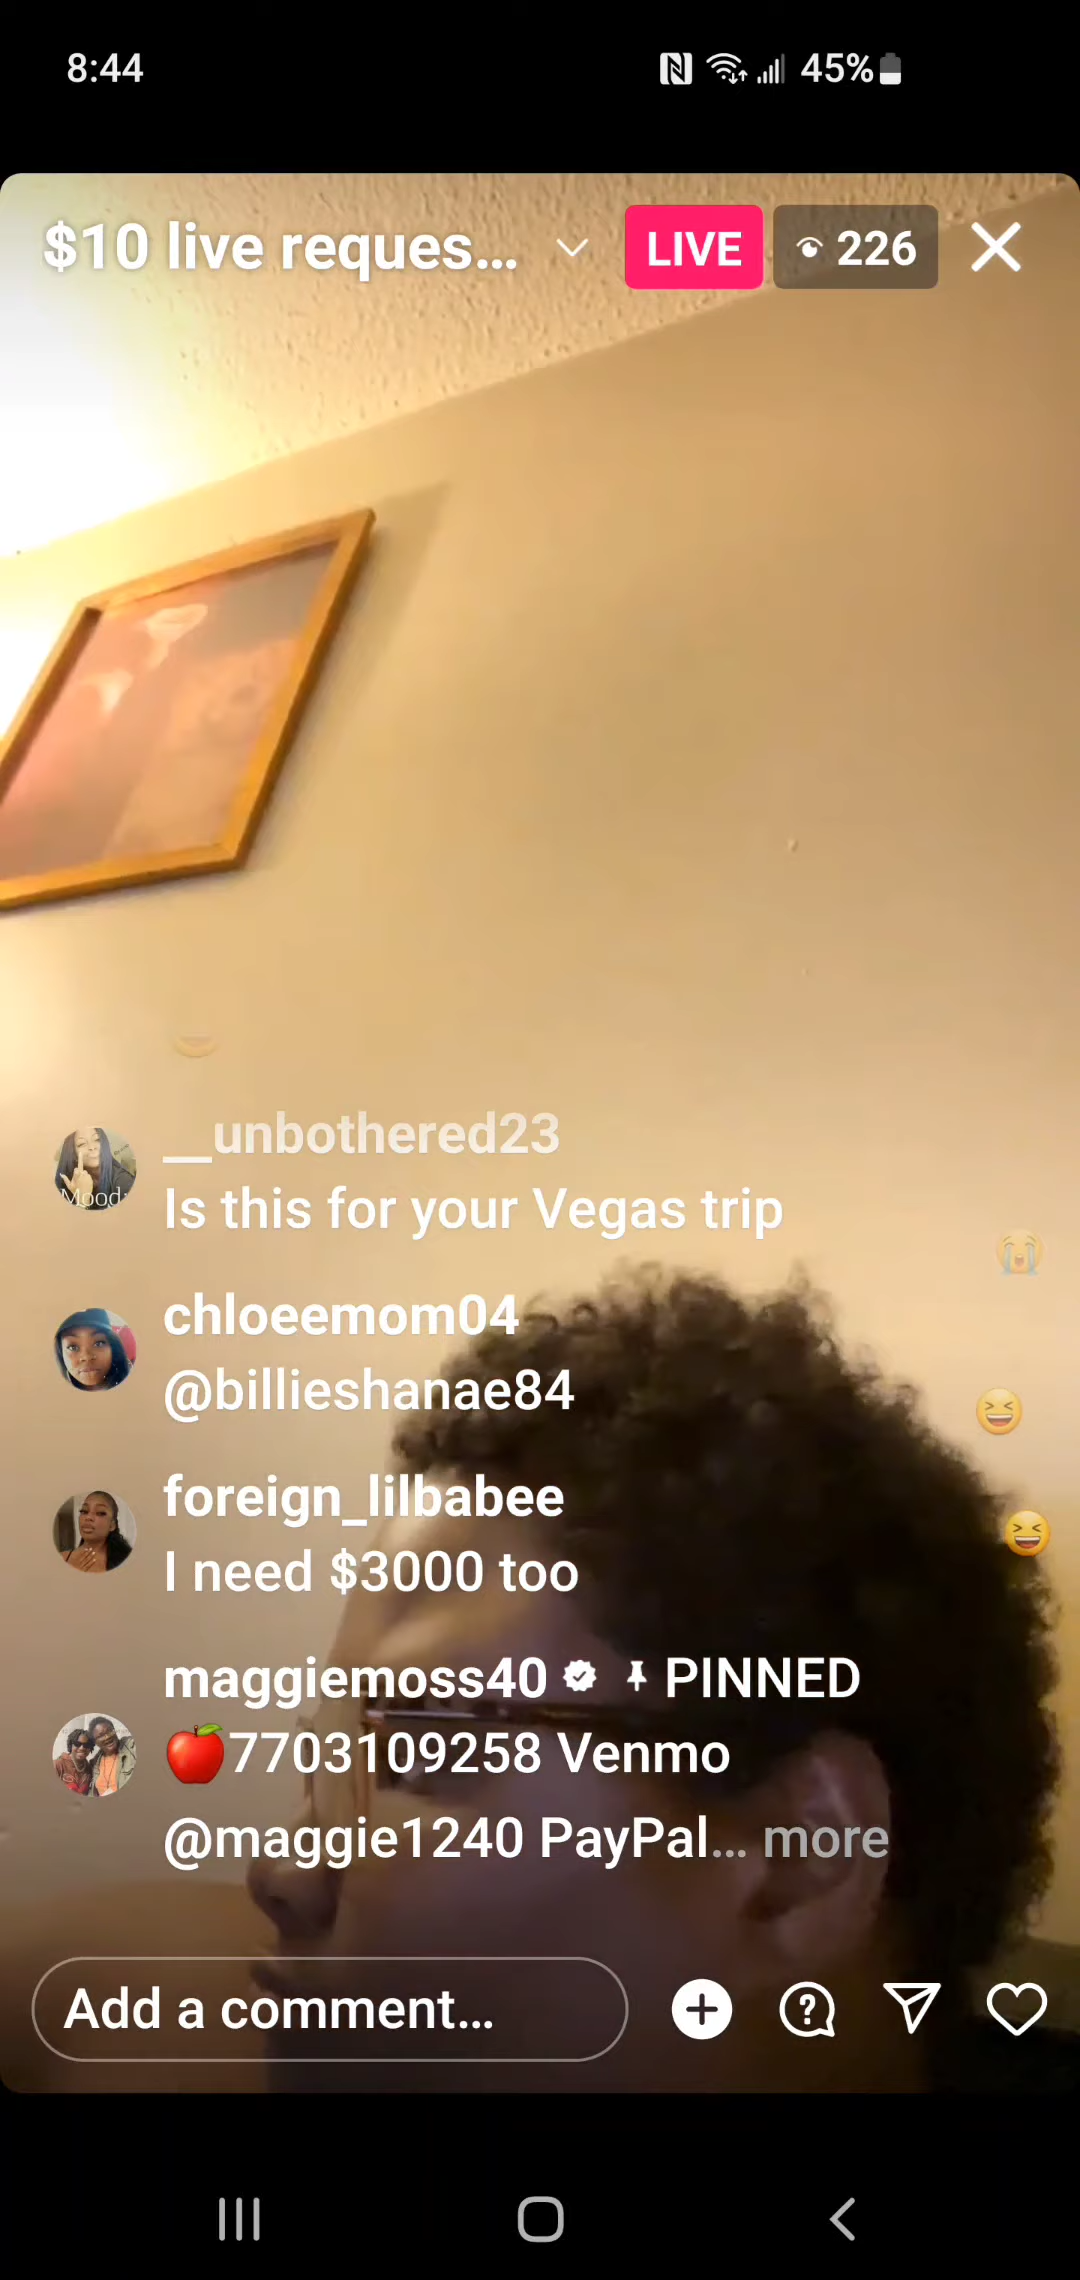 8:44 45%
$10 live reques... LIVE 226
__unbothered23
Mood
Is this for your Vegas trip
chloeemom04
@billieshanae84
foreign_lilbabee
I need $3000 too
maggiemoss40 PINNED
🍎7703109258 Venmo
@maggie1240 PayPal... more
Add a comment...